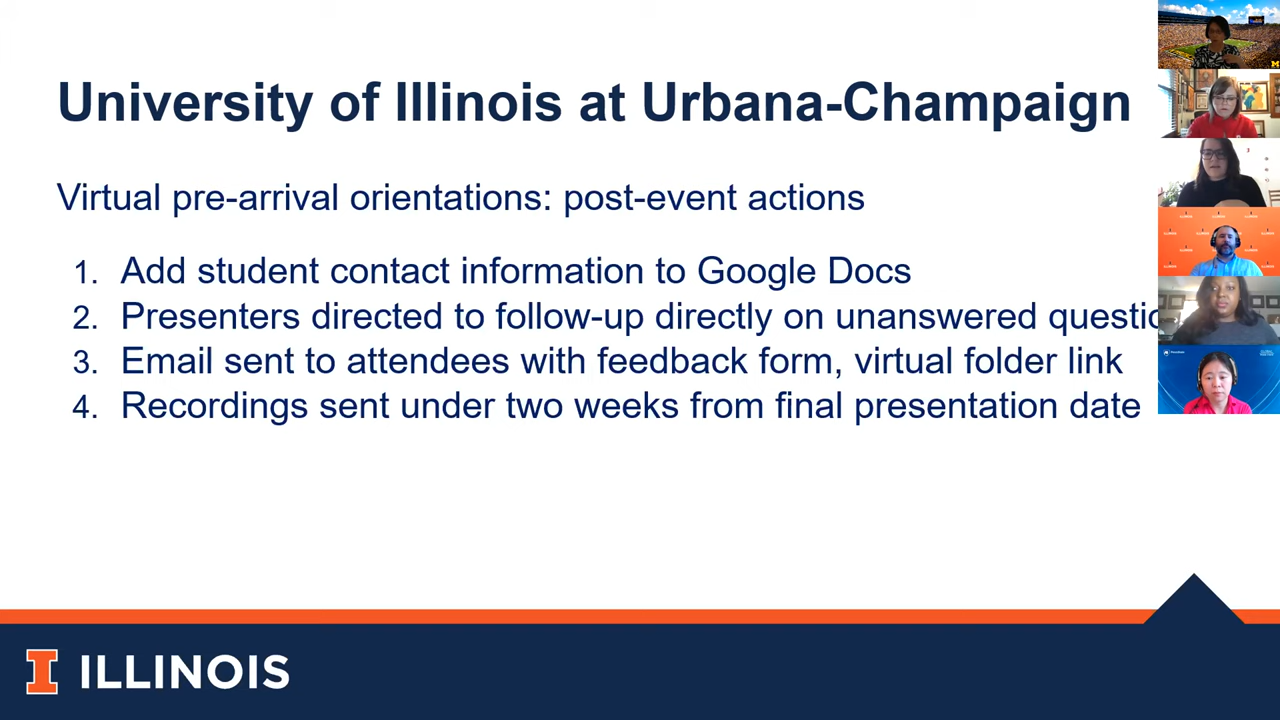 University of Illinois at Urbana-Champaign
Virtual pre-arrival orientations: post-event actions
1. Add student contact information to Google Docs
2. Presenters directed to follow-up directly on unanswered questio
3. Email sent to attendees with feedback form, virtual folder link
4. Recordings sent under two weeks from final presentation date
I ILLINOIS